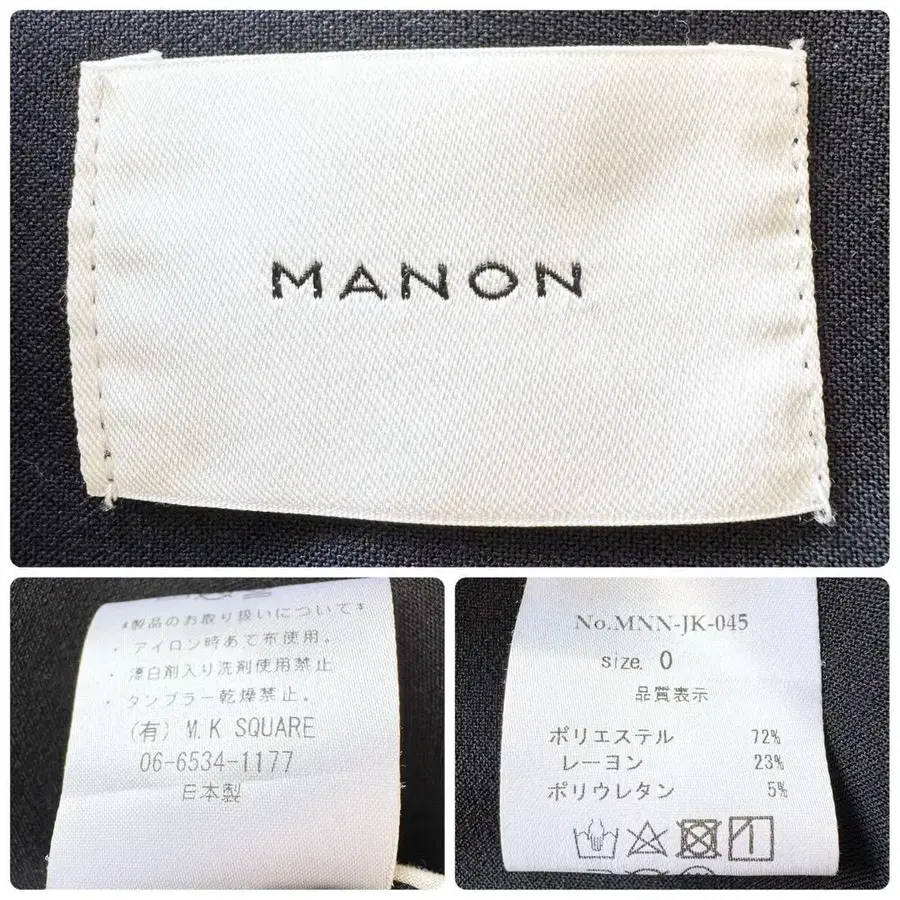 MANON
*製品のお取り扱いについて*
・アイロン時あて布使用。
・漂白剤入り洗剤使用禁止
・タンブラー乾燥禁止。
(有) M.K SQUARE
06-6534-1177
日本製
No.MNN-JK-045
size. 0
品質表示
ポリエステル 72%
レーヨン 23%
ポリウレタン 5%